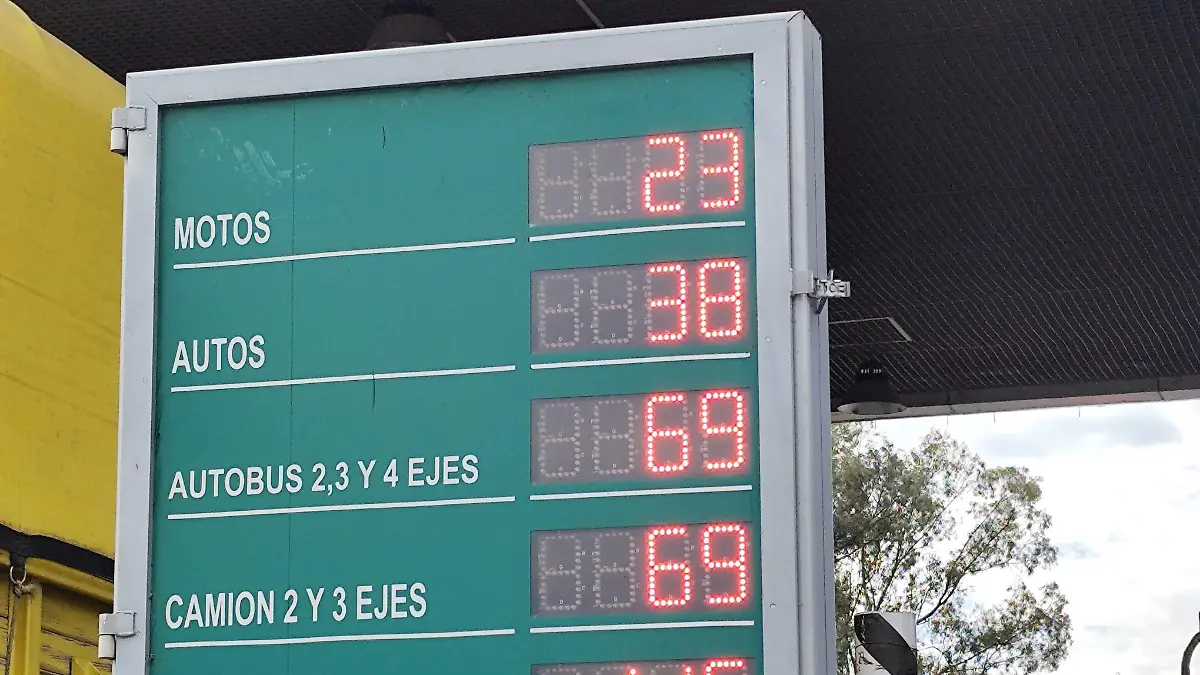 MOTOS 23
AUTOS 38
AUTOBUS 2,3 Y 4 EJES 69
CAMION 2 Y 3 EJES 69